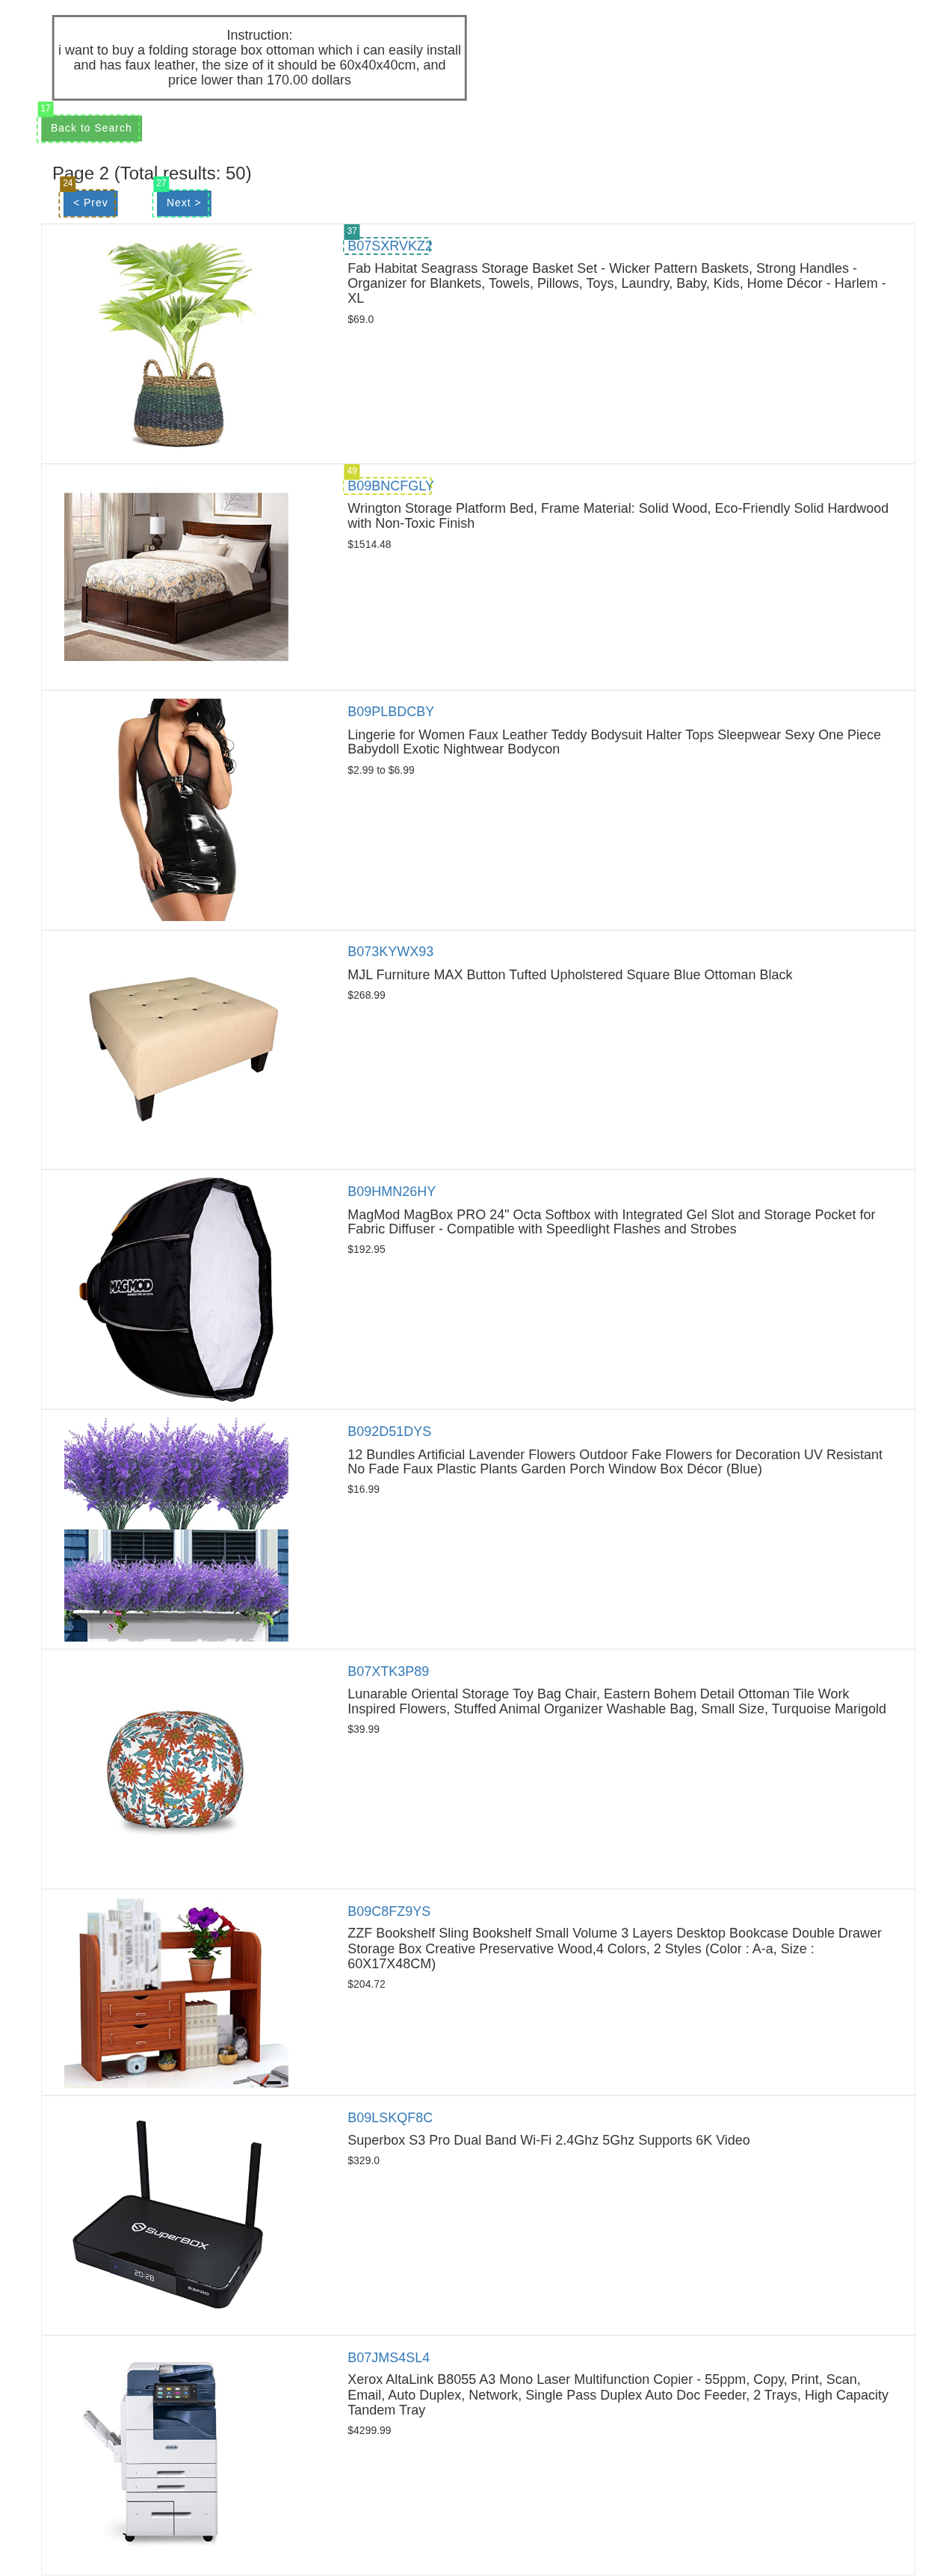 Instruction:
i want to buy a folding storage box ottoman which i can easily install
and has faux leather, the size of it should be 60x40x40cm, and
price lower than 170.00 dollars
17
Back to Search
Page 2 (Total results: 50)
24
< Prev
27
Next >
37
B07SXRVKZ2
Fab Habitat Seagrass Storage Basket Set - Wicker Pattern Baskets, Strong Handles -
Organizer for Blankets, Towels, Pillows, Toys, Laundry, Baby, Kids, Home Décor - Harlem -
XL
$69.0
49
B09BNCFGLY
Wrington Storage Platform Bed, Frame Material: Solid Wood, Eco-Friendly Solid Hardwood
with Non-Toxic Finish
$1514.48
B09PLBDCBY
Lingerie for Women Faux Leather Teddy Bodysuit Halter Tops Sleepwear Sexy One Piece
Babydoll Exotic Nightwear Bodycon
$2.99 to $6.99
B073KYWX93
MJL Furniture MAX Button Tufted Upholstered Square Blue Ottoman Black
$268.99
B09HMN26HY
MagMod MagBox PRO 24" Octa Softbox with Integrated Gel Slot and Storage Pocket for
Fabric Diffuser - Compatible with Speedlight Flashes and Strobes
$192.95
MAGMOD
B092D51DYS
12 Bundles Artificial Lavender Flowers Outdoor Fake Flowers for Decoration UV Resistant
No Fade Faux Plastic Plants Garden Porch Window Box Décor (Blue)
$16.99
B07XTK3P89
Lunarable Oriental Storage Toy Bag Chair, Eastern Bohem Detail Ottoman Tile Work
Inspired Flowers, Stuffed Animal Organizer Washable Bag, Small Size, Turquoise Marigold
$39.99
B09C8FZ9YS
ZZF Bookshelf Sling Bookshelf Small Volume 3 Layers Desktop Bookcase Double Drawer
Storage Box Creative Preservative Wood,4 Colors, 2 Styles (Color : A-a, Size :
60X17X48CM)
$204.72
B09LSKQF8C
Superbox S3 Pro Dual Band Wi-Fi 2.4Ghz 5Ghz Supports 6K Video
$329.0
SuperBOX
20:28
S3PRO
B07JMS4SL4
Xerox AltaLink B8055 A3 Mono Laser Multifunction Copier - 55ppm, Copy, Print, Scan,
Email, Auto Duplex, Network, Single Pass Duplex Auto Doc Feeder, 2 Trays, High Capacity
Tandem Tray
$4299.99